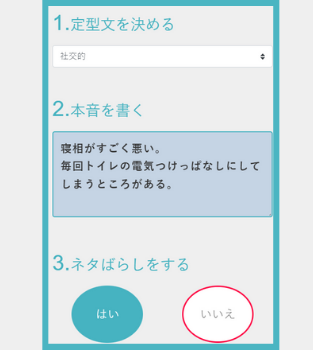 1.定型文を決める
社交的
2.本音を書く
寝相がすごく悪い。
毎回トイレの電気つけっぱなしにして
しまうところがある。
3.ネタばらしをする
はい
いいえ